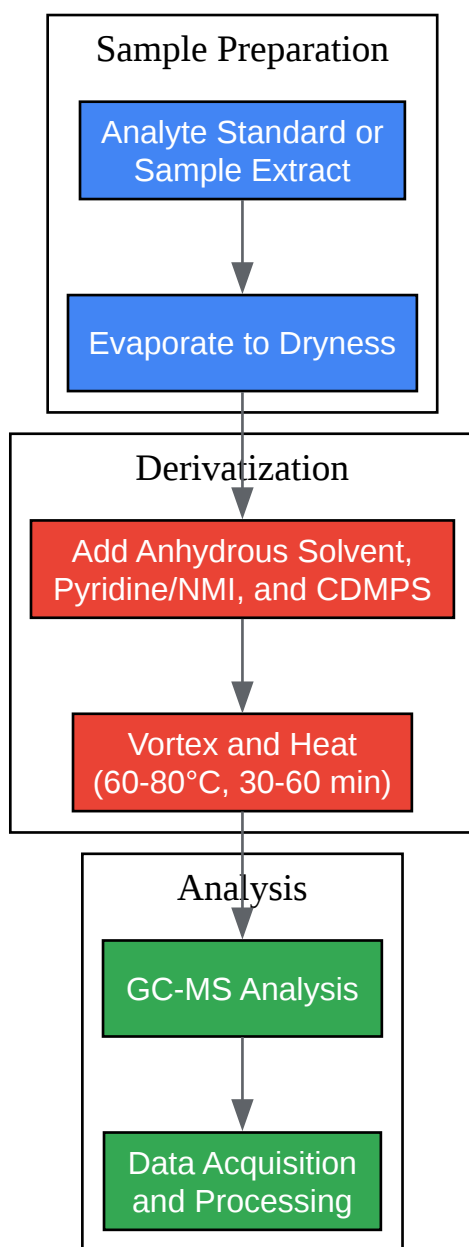 Sample Preparation
Analyte Standard or
Sample Extract
Evaporate to Dryness
Derivatization
Add Anhydrous Solvent,
Pyridine/NMI, and CDMPS
Vortex and Heat
(60-80°C, 30-60 min)
Analysis
GC-MS Analysis
Data Acquisition
and Processing